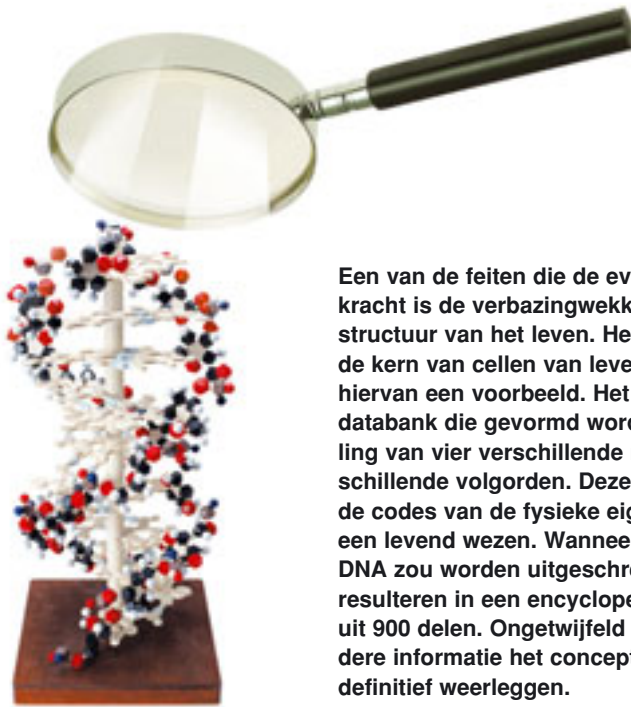 Een van de feiten die de ev
kracht is de verbazingwekk
structuur van het leven. He
de kern van cellen van leve
hiervan een voorbeeld. Het
databank die gevormd word
ling van vier verschillende
schillende volgorden. Deze
de codes van de fysieke eig
een levend wezen. Wannee
DNA zou worden uitgeschre
resulteren in een encyclope
uit 900 delen. Ongetwijfeld
dere informatie het concept
definitief weerleggen.